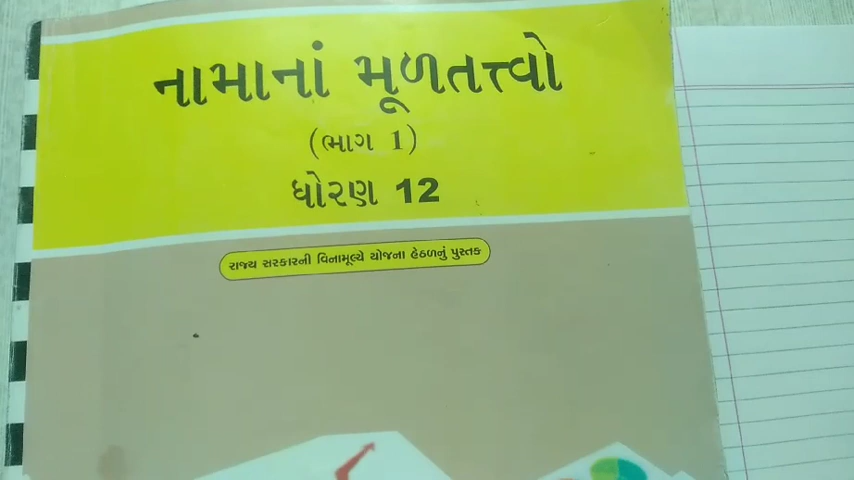 નામાનાં મૂળતત્ત્વો
(ભાગ 1)
ધોરણ 12
રાજ્ય સરકારની વિનામૂલ્યે યોજના હેઠળનું પુસ્તક